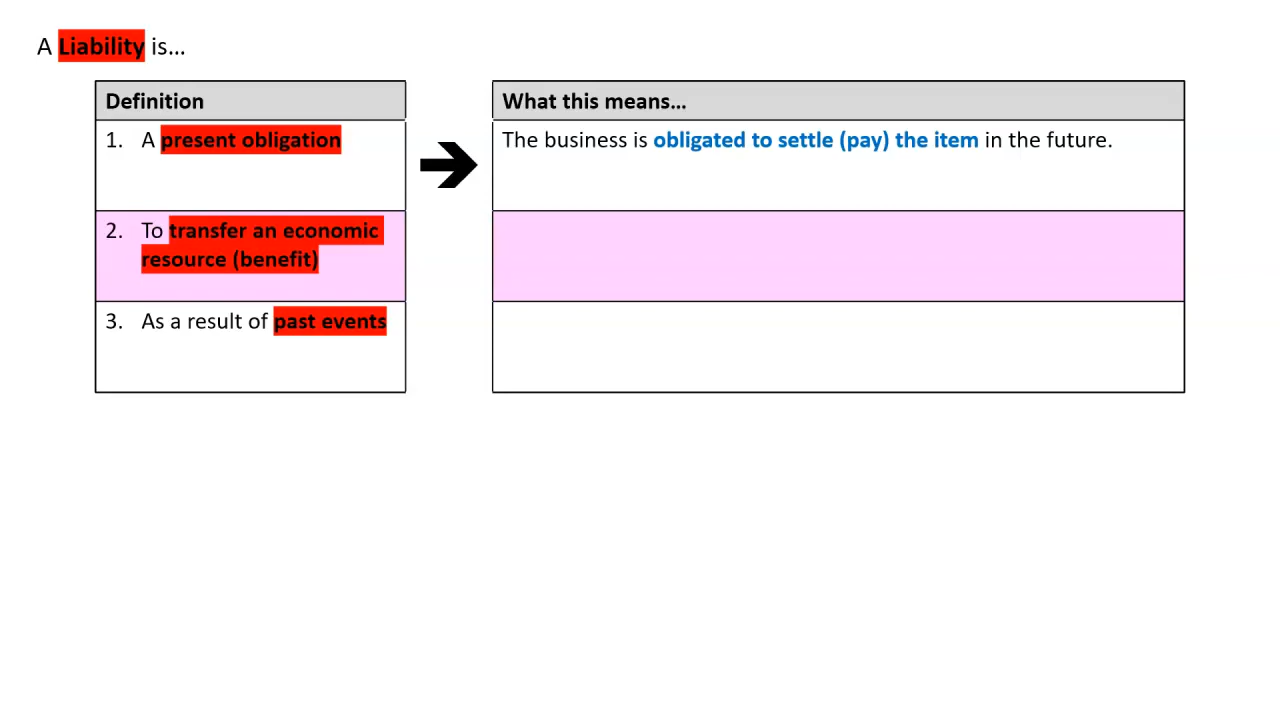 A Liability is...
Definition
What this means...
1. A present obligation
The business is obligated to settle (pay) the item in the future.
2. To transfer an economic
resource (benefit)
3. As a result of past events